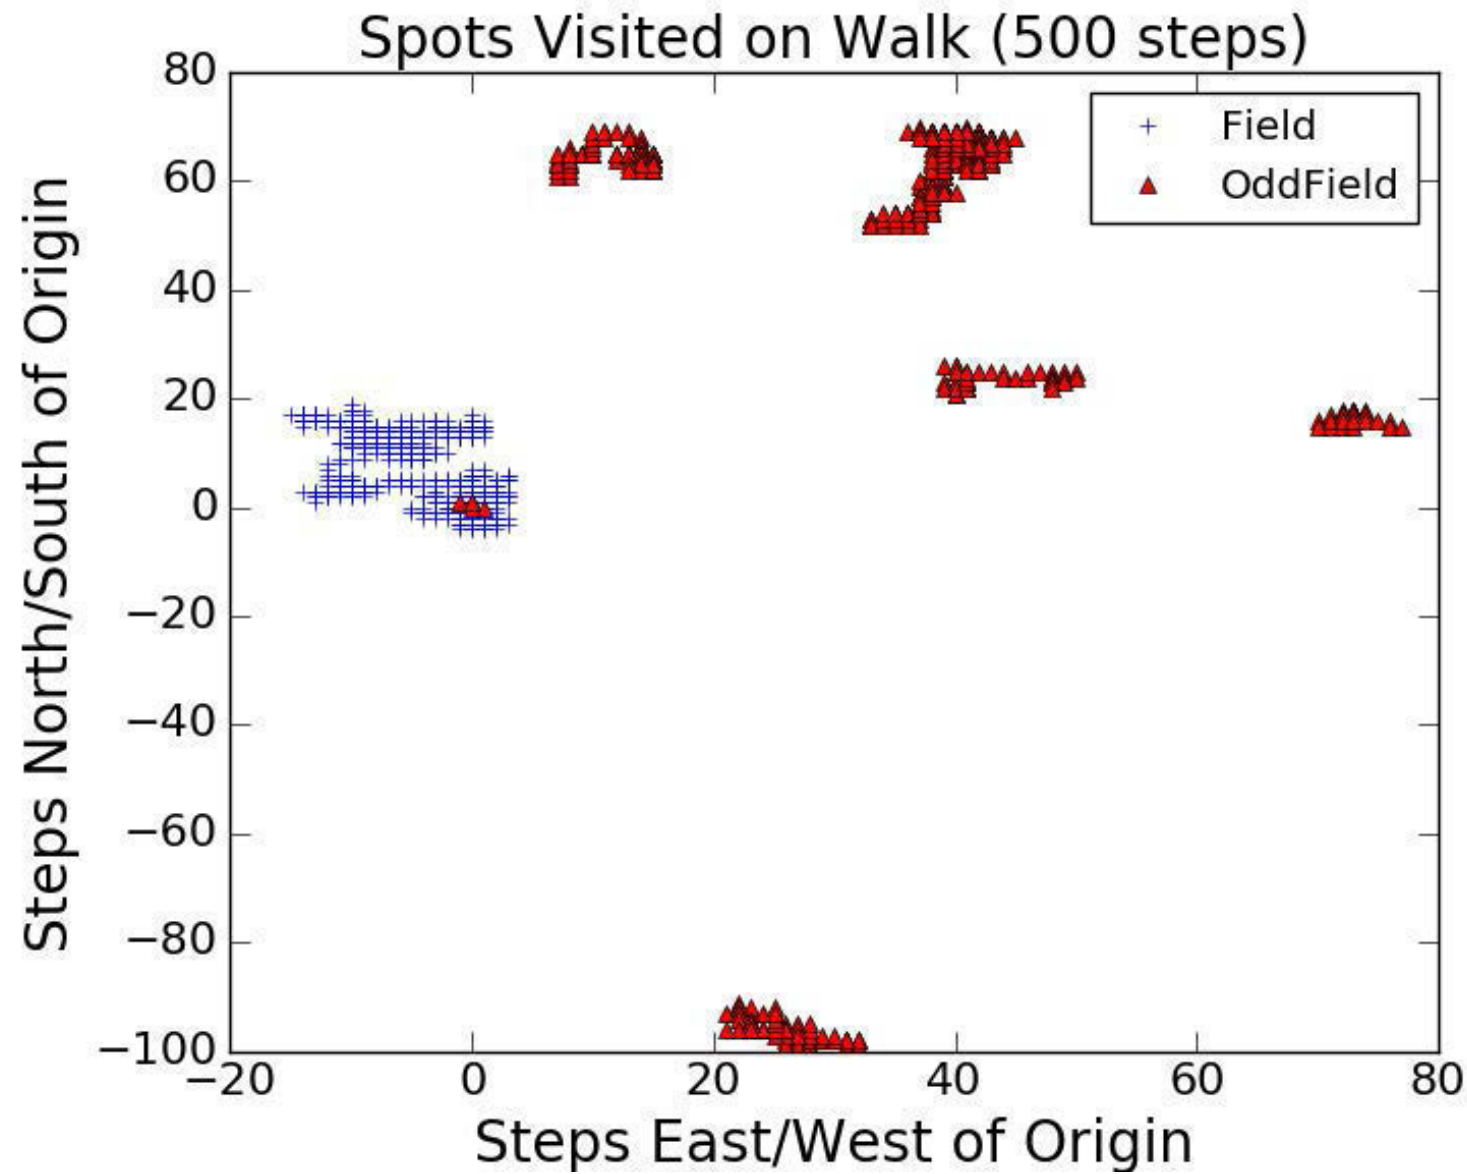 Spots Visited on Walk (500 steps)
Field
OddField
80
60
40
20
0
−20
−40
−60
−80
−100
−20 0 20 40 60 80
Steps East/West of Origin
Steps North/South of Origin